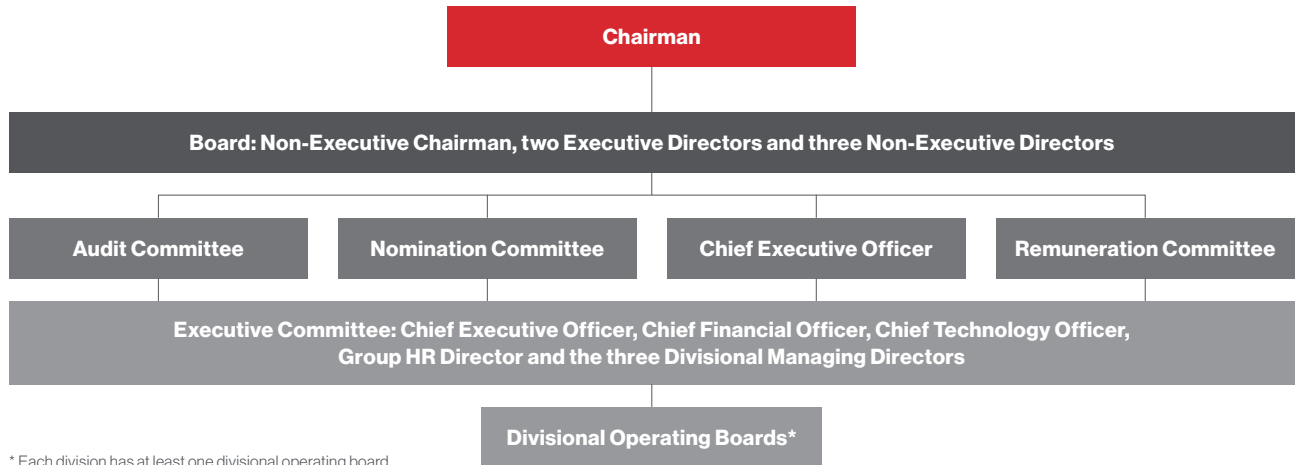 Chairman
Board: Non-Executive Chairman, two Executive Directors and three Non-Executive Directors
Audit Committee
Nomination Committee
Chief Executive Officer
Remuneration Committee
Executive Committee: Chief Executive Officer, Chief Financial Officer, Chief Technology Officer,
Group HR Director and the three Divisional Managing Directors
Divisional Operating Boards*
* Each division has at least one divisional operating board